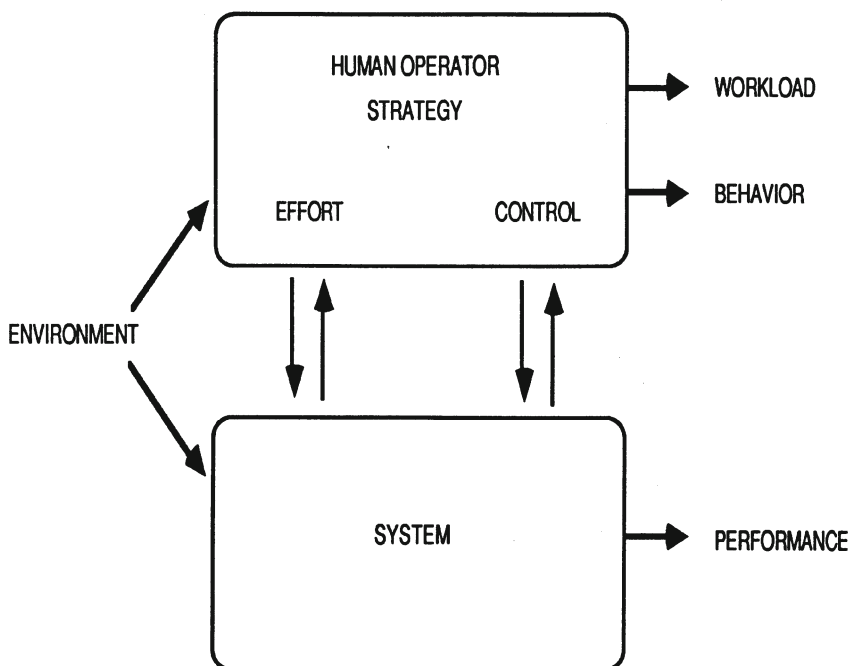 HUMAN OPERATOR
STRATEGY
WORKLOAD
BEHAVIOR
EFFORT
CONTROL
ENVIRONMENT
SYSTEM
PERFORMANCE